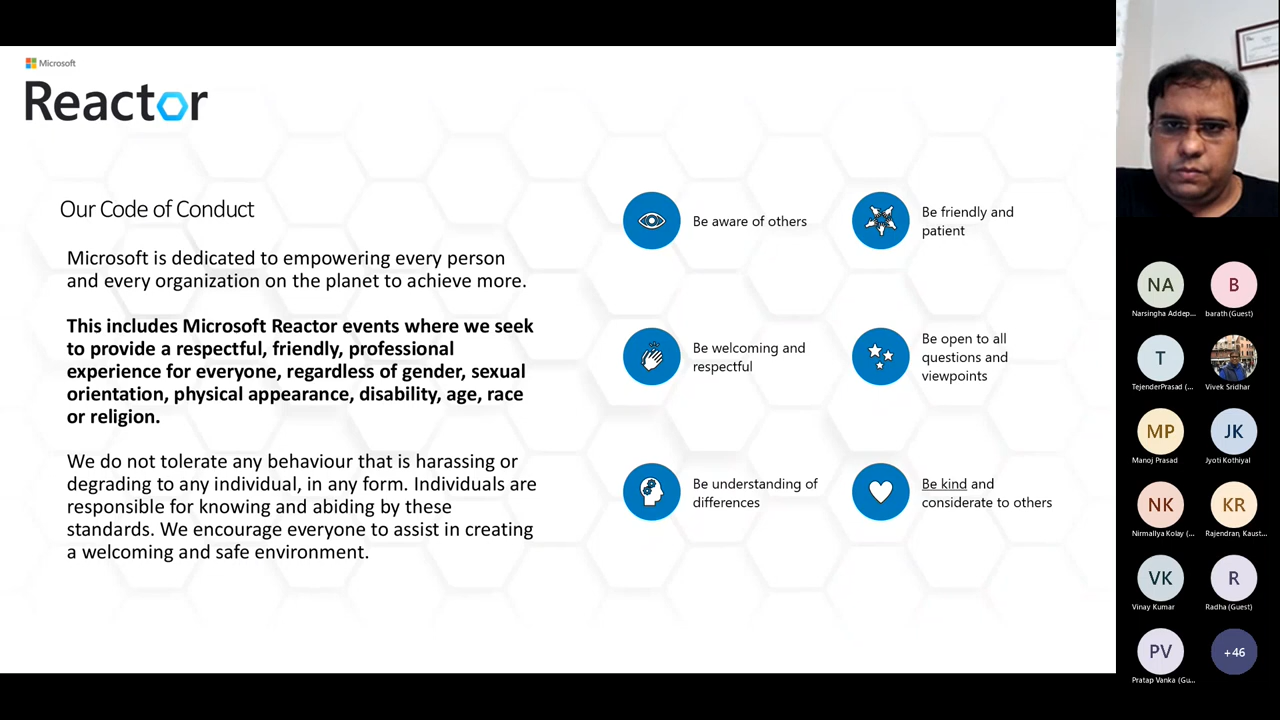 Microsoft
Reactor
Our Code of Conduct
Microsoft is dedicated to empowering every person
and every organization on the planet to achieve more.
This includes Microsoft Reactor events where we seek
to provide a respectful, friendly, professional
experience for everyone, regardless of gender, sexual
orientation, physical appearance, disability, age, race
or religion.
We do not tolerate any behaviour that is harassing or
degrading to any individual, in any form. Individuals are
responsible for knowing and abiding by these
standards. We encourage everyone to assist in creating
a welcoming and safe environment.
Be aware of others
Be friendly and
patient
Be welcoming and
respectful
Be open to all
questions and
viewpoints
Be understanding of
differences
Be kind and
considerate to others
NA
Narsingha Addep...
B
barath (Guest)
T
TejenderPrasad (...
Vivek Sridhar
MP
Manoj Prasad
JK
Jyoti Kothiyal
NK
Nirmallya Kolay (...
KR
Rajendran, Kaust...
VK
Vinay Kumar
R
Radha (Guest)
PV
Pratap Vanka (Gu...
+46